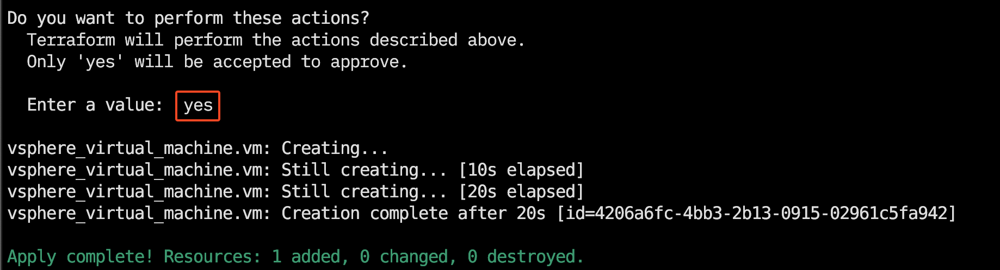 Do you want to perform these actions?
Terraform will perform the actions described above.
Only 'yes' will be accepted to approve.
Enter a value: yes
vsphere_virtual_machine.vm: Creating...
vsphere_virtual_machine.vm: Still creating... [10s elapsed]
vsphere_virtual_machine.vm: Still creating... [20s elapsed]
vsphere_virtual_machine.vm: Creation complete after 20s [id=4206a6fc-4bb3-2b13-0915-02961c5fa942]
Apply complete! Resources: 1 added, 0 changed, 0 destroyed.